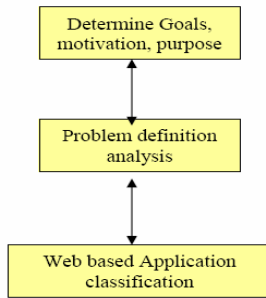 Determine Goals,
motivation, purpose
Problem definition
analysis
Web based Application
classification